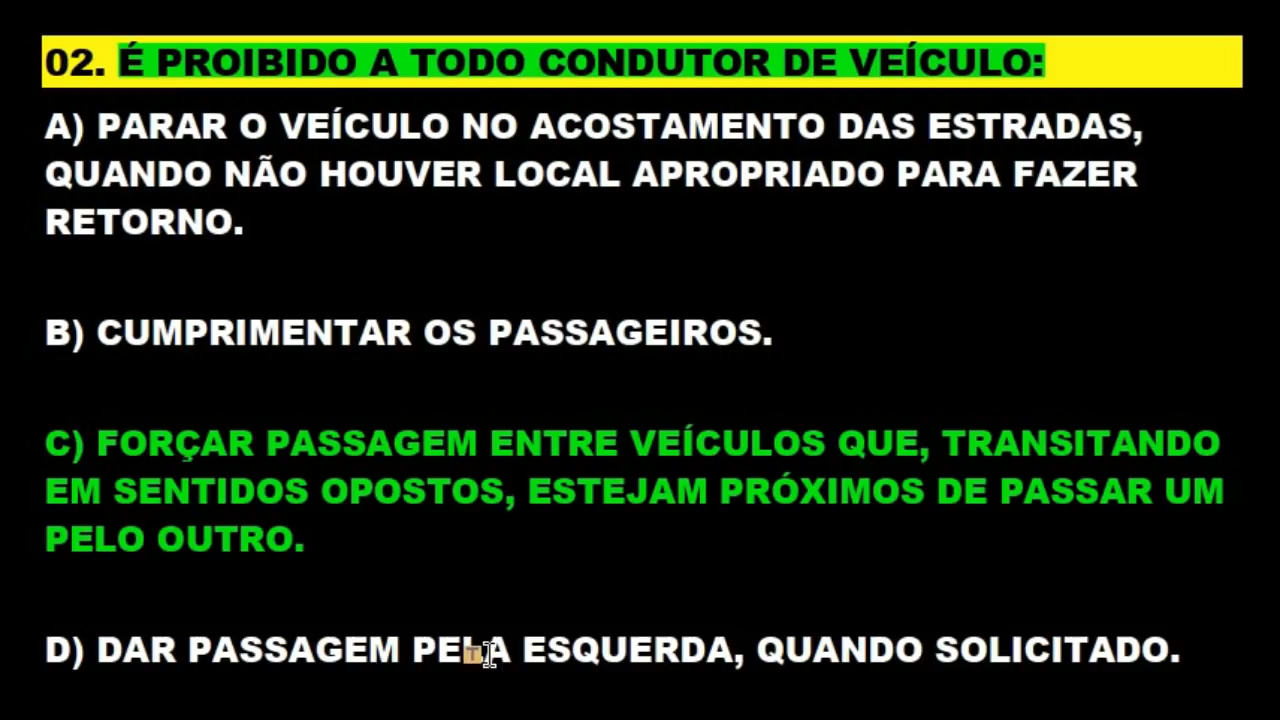 02. É PROIBIDO A TODO CONDUTOR DE VEÍCULO:
A) PARAR O VEÍCULO NO ACOSTAMENTO DAS ESTRADAS,
QUANDO NÃO HOUVER LOCAL APROPRIADO PARA FAZER
RETORNO.
B) CUMPRIMENTAR OS PASSAGEIROS.
C) FORÇAR PASSAGEM ENTRE VEÍCULOS QUE, TRANSITANDO
EM SENTIDOS OPOSTOS, ESTEJAM PRÓXIMOS DE PASSAR UM
PELO OUTRO.
D) DAR PASSAGEM PELA ESQUERDA, QUANDO SOLICITADO.